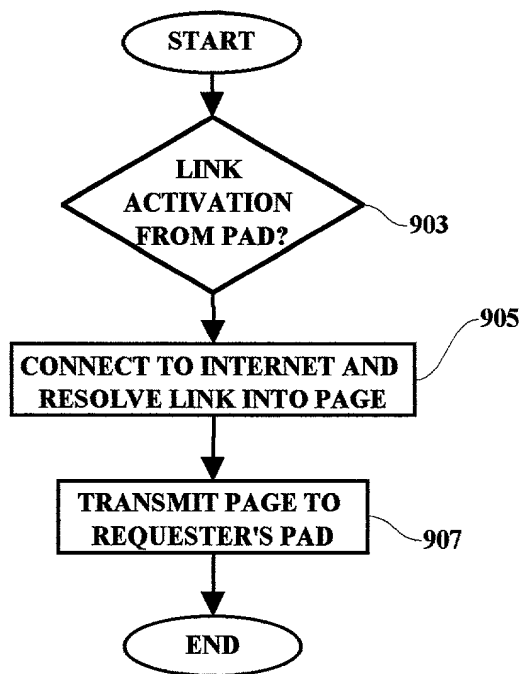 START
LINK
ACTIVATION
FROM PAD?
903
905
CONNECT TO INTERNET AND
RESOLVE LINK INTO PAGE
TRANSMIT PAGE TO
REQUESTER'S PAD
907
END